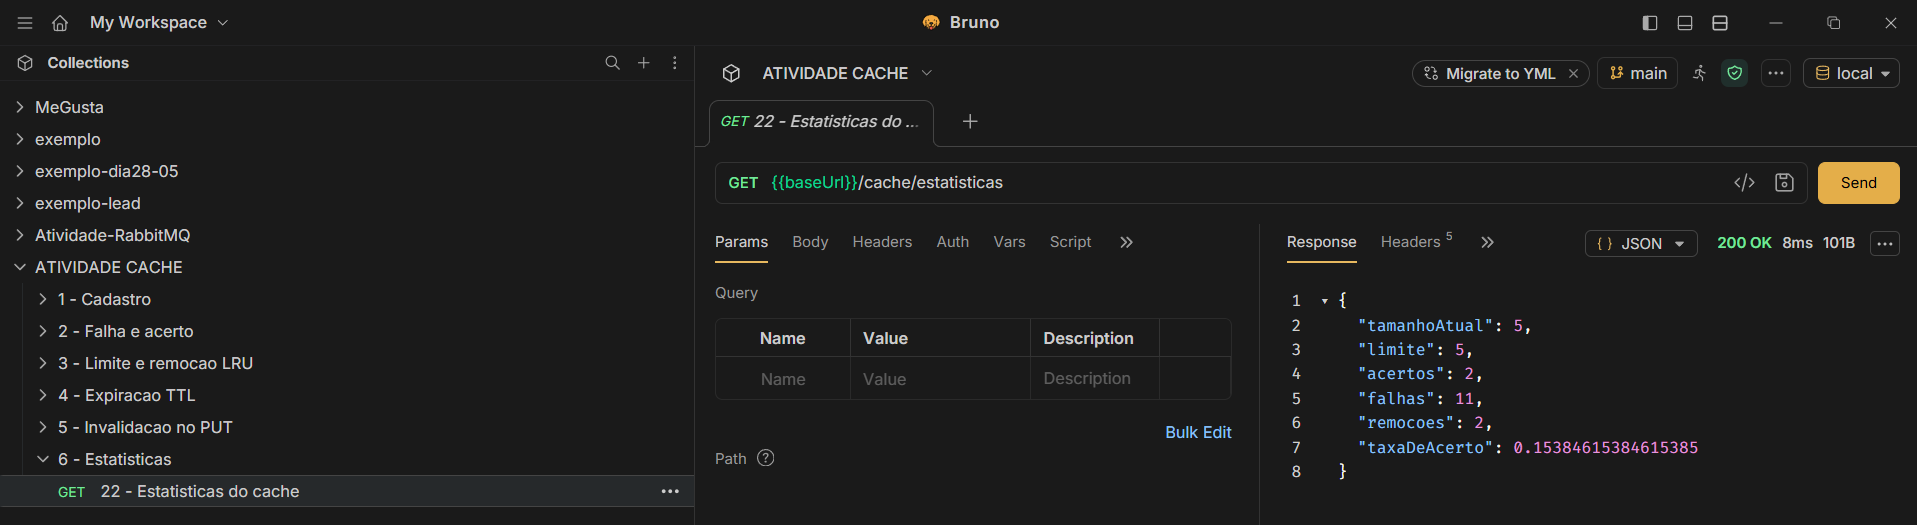 My Workspace
Bruno
Collections
MeGusta
exemplo
exemplo-dia28-05
exemplo-lead
Atividade-RabbitMQ
ATIVIDADE CACHE
1 - Cadastro
2 - Falha e acerto
3 - Limite e remocao LRU
4 - Expiracao TTL
5 - Invalidacao no PUT
6 - Estatisticas
GET 22 - Estatisticas do cache
ATIVIDADE CACHE
Migrate to YML
main
local
GET 22 - Estatisticas do ...
GET {{baseUrl}}/cache/estatisticas
Send
Params Body Headers Auth Vars Script
Query
Name Value Description
Name Value Description
Bulk Edit
Path
Response Headers 5
{ } JSON
200 OK 8ms 101B
1 {
2 "tamanhoAtual": 5,
3 "limite": 5,
4 "acertos": 2,
5 "falhas": 11,
6 "remocoes": 2,
7 "taxaDeAcerto": 0.15384615384615385
8 }